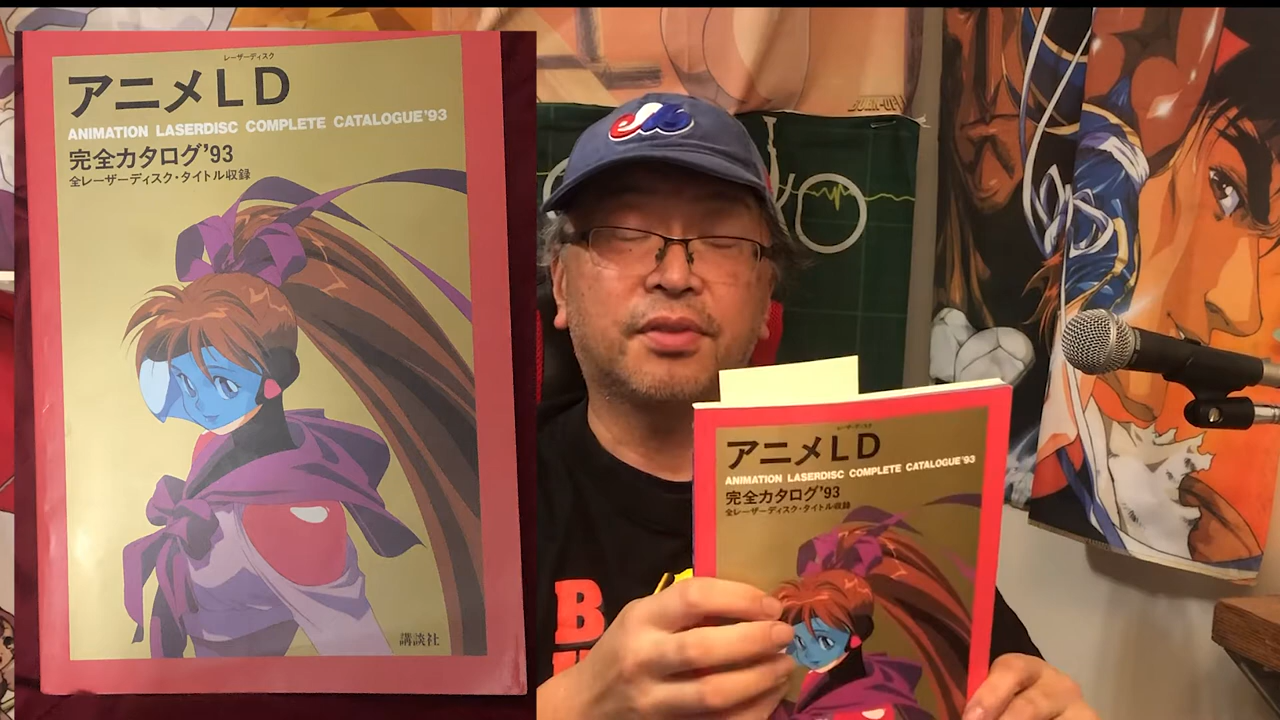 レーザーディスク
アニメLD
ANIMATION LASERDISC COMPLETE CATALOGUE'93
完全カタログ'93
全レーザーディスク・タイトル収録
講談社
レーザーディスク
アニメLD
ANIMATION LASERDISC COMPLETE CATALOGUE'93
完全カタログ'93
全レーザーディスク・タイトル収録
B